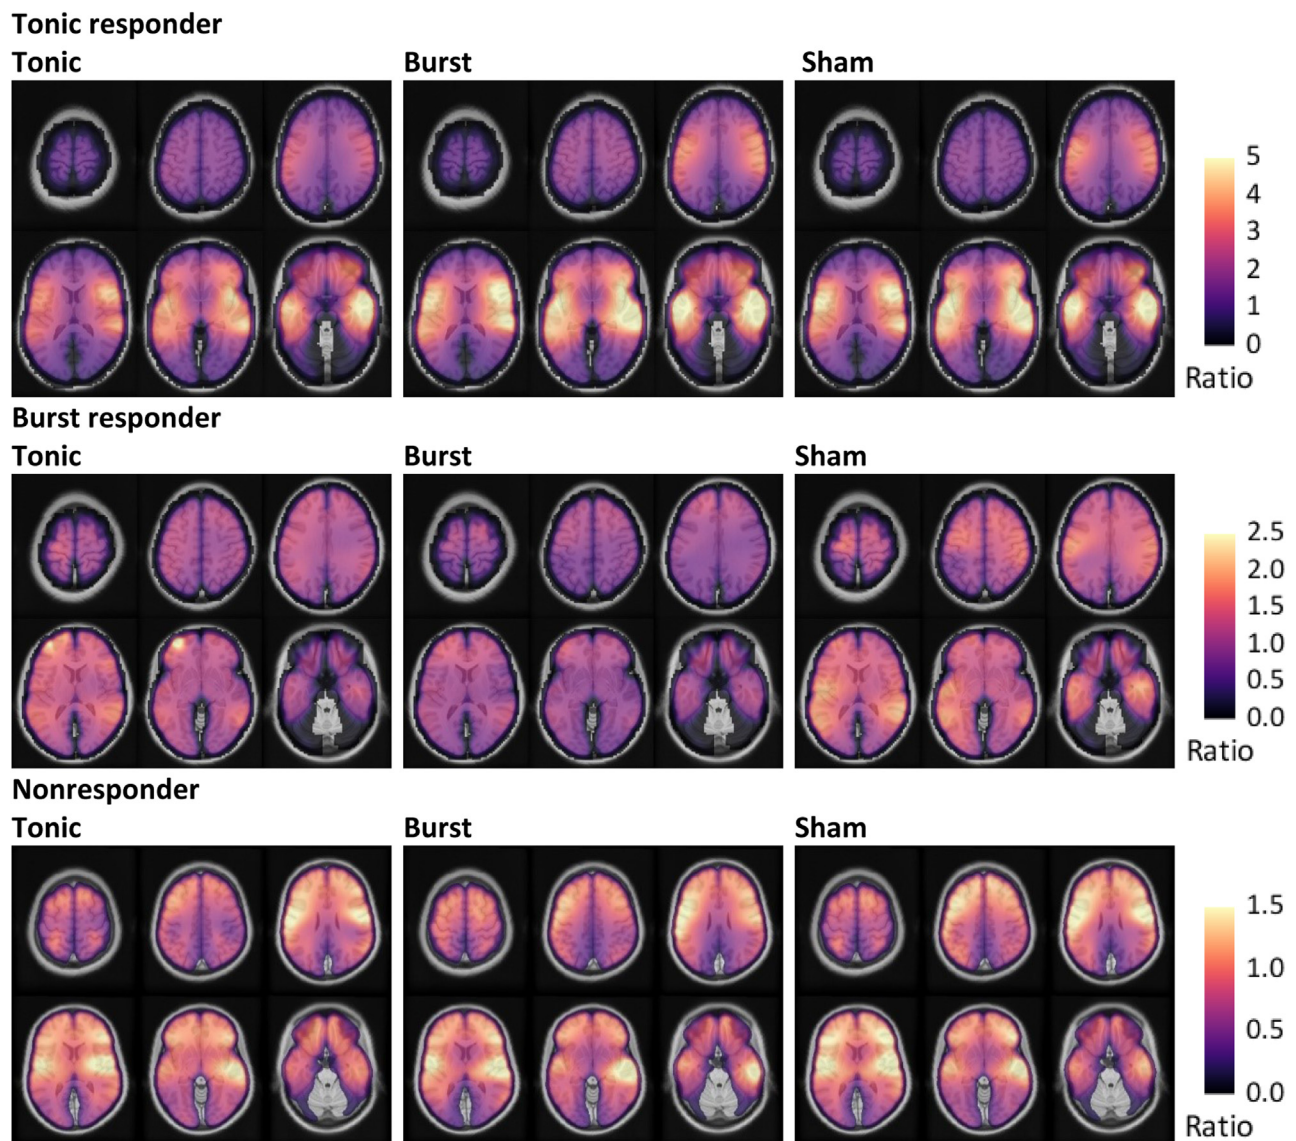 Tonic responder
Tonic Burst Sham
5
4
3
2
1
0
Ratio
Burst responder
Tonic Burst Sham
2.5
2.0
1.5
1.0
0.5
0.0
Ratio
Nonresponder
Tonic Burst Sham
1.5
1.0
0.5
0.0
Ratio